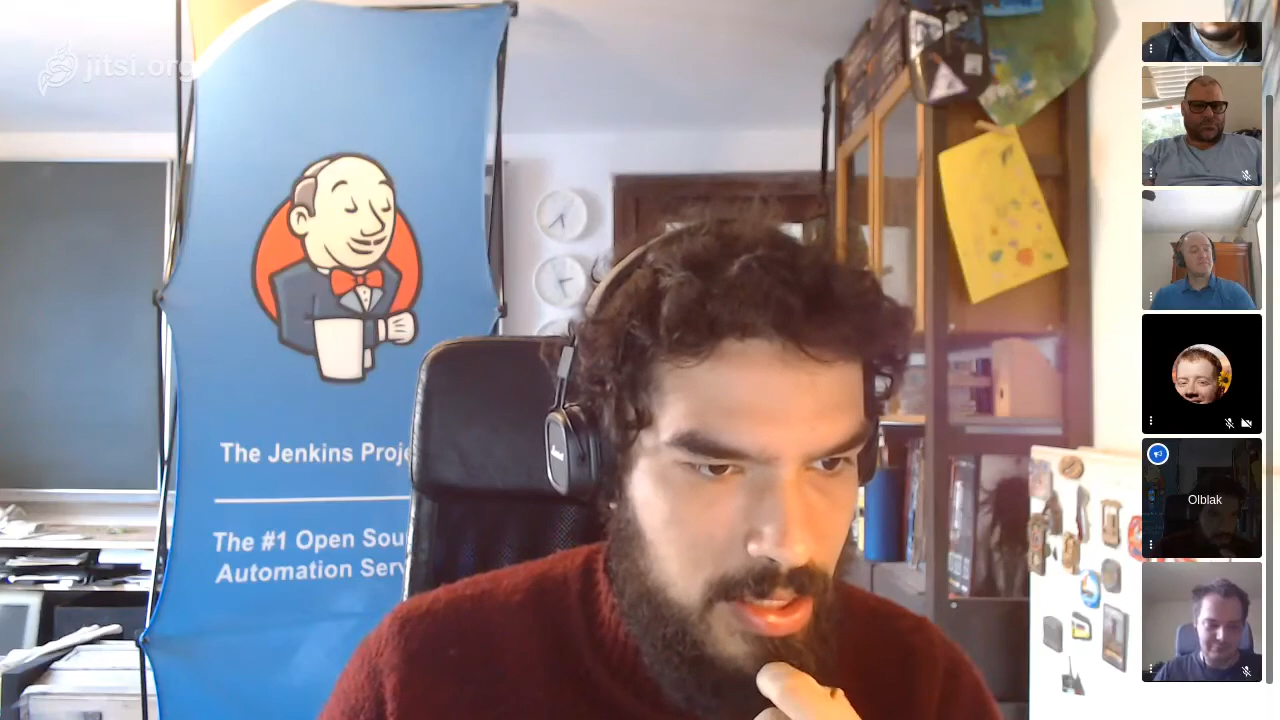 jitsi.org
The Jenkins Proje
The #1 Open Sou
Automation Serv
Olblak